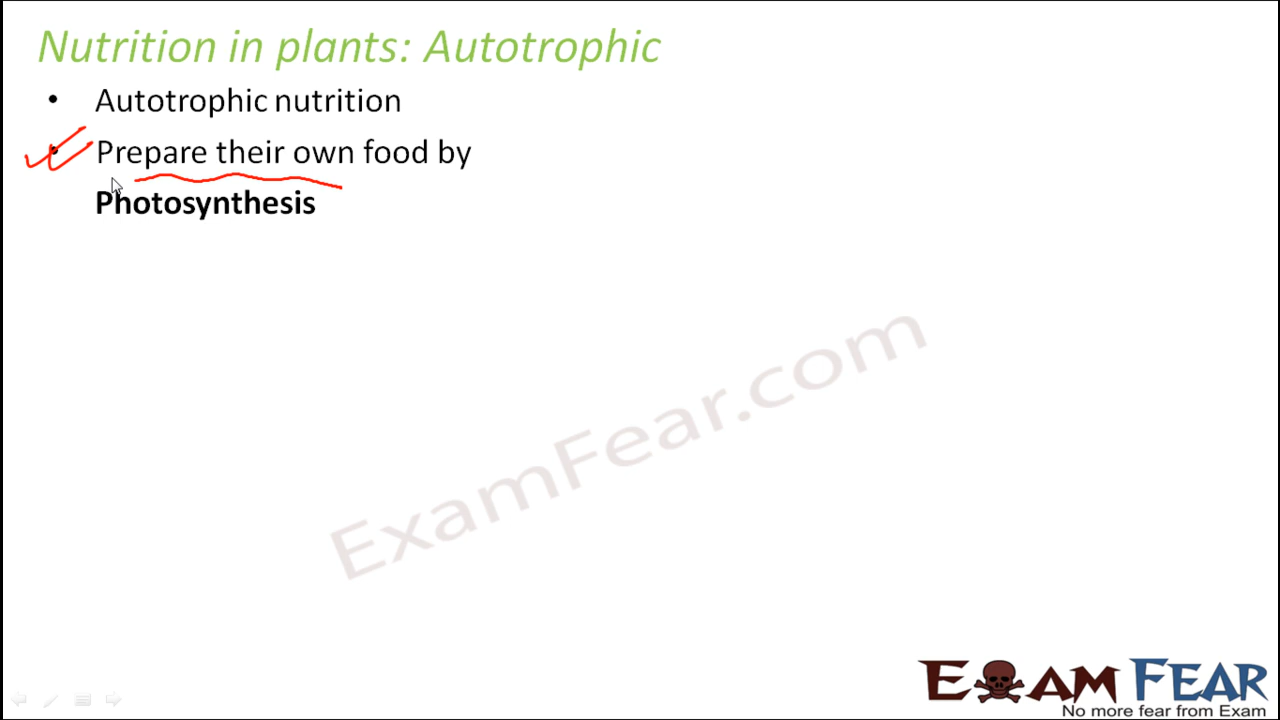 Nutrition in plants: Autotrophic
• Autotrophic nutrition
• Prepare their own food by
Photosynthesis
ExamFear.com
EXAM FEAR
No more fear from Exam